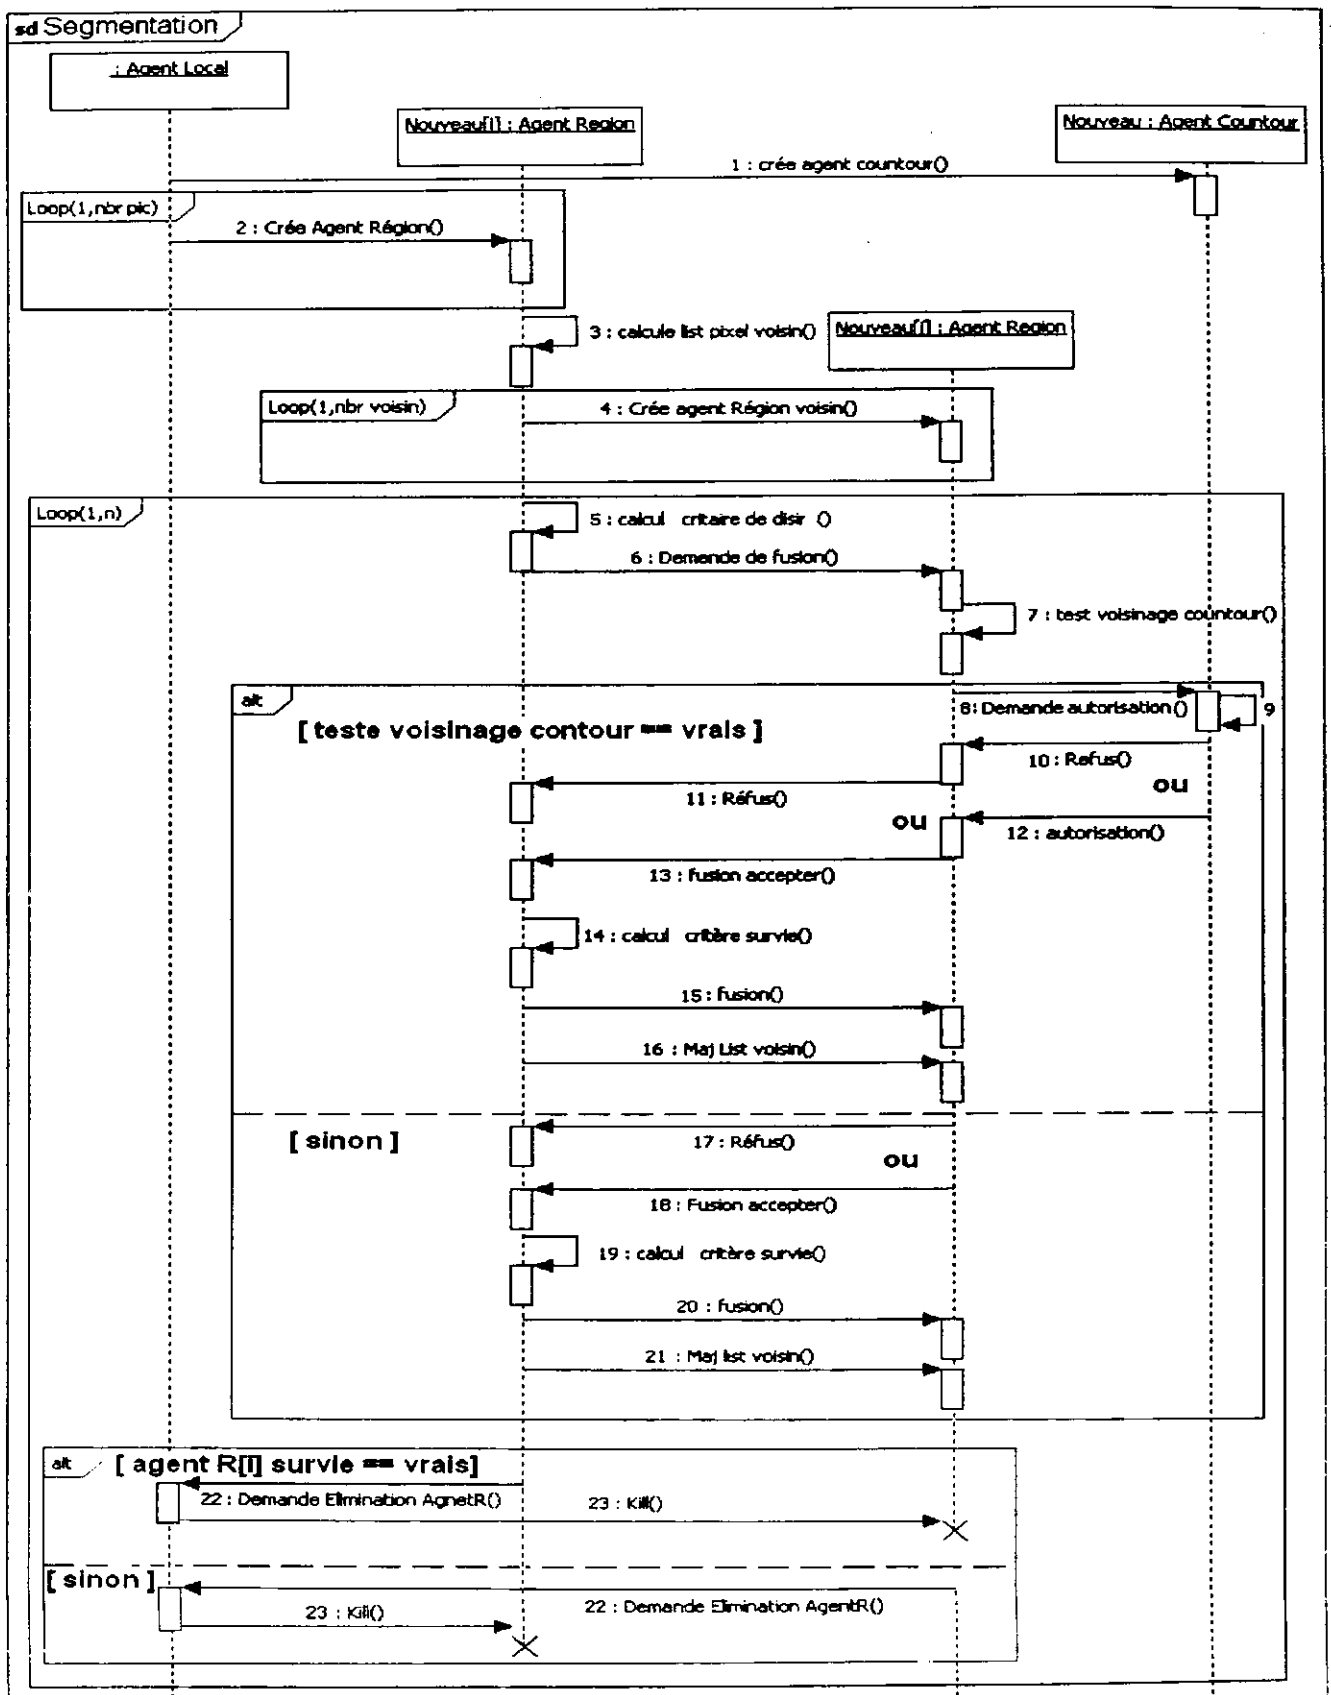 sd Segmentation
: Agent Local
Nouveau[i] : Agent Region
Nouveau : Agent Countour
1 : crée agent countour()
Loop(1,nbr pic)
2 : Crée Agent Région()
3 : calcule list pixel voisin()
: Agent Region
Loop(1,nbr voisin)
4 : Crée agent Région voisin()
Loop(1,n)
5 : calcul critaire de disir ()
6 : Demande de fusion()
7 : test voisinage countour()
alt
8: Demande autorisation()
9
[ teste voisinage contour == vrais ]
10 : Refus()
ou
11 : Réfus()
ou
12 : autorisation()
13 : fusion accepter()
14 : calcul critère survie()
15 : fusion()
16 : Maj List voisin()
[ sinon ]
17 : Réfus()
ou
18 : Fusion accepter()
19 : calcul critère survie()
20 : fusion()
21 : Maj list voisin()
alt
[ agent R[i] survie == vrais]
22 : Demande Elimination AgnetR()
23 : Kill()
[ sinon ]
22 : Demande Elimination AgentR()
23 : Kill()